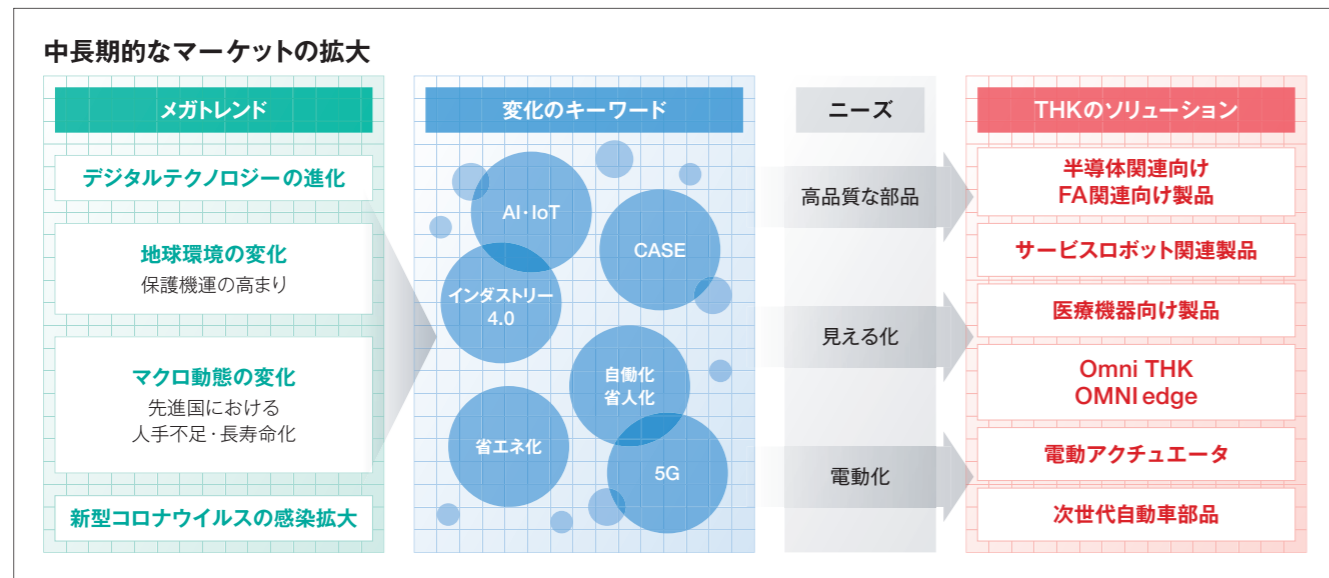 中長期的なマーケットの拡大
メガトレンド
デジタルテクノロジーの進化
地球環境の変化
保護機運の高まり
マクロ動態の変化
先進国における
人手不足・長寿命化
新型コロナウイルスの感染拡大
変化のキーワード
AI・IoT
CASE
インダストリー
4.0
自働化
省人化
省エネ化
5G
ニーズ
高品質な部品
見える化
電動化
THKのソリューション
半導体関連向け
FA関連向け製品
サービスロボット関連製品
医療機器向け製品
Omni THK
OMNI edge
電動アクチュエータ
次世代自動車部品